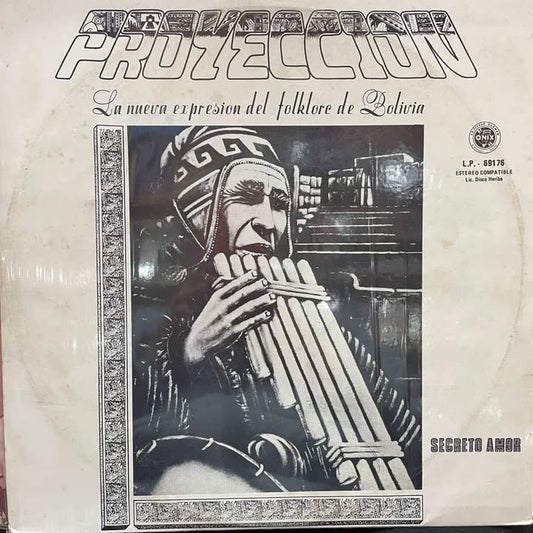 PROYECCION
La nueva expresion del folklore de Bolivia
ONIX
L.P. - 69176
ESTEREO COMPATIBLE
Lic. Disco Heriba
SECRETO AMOR